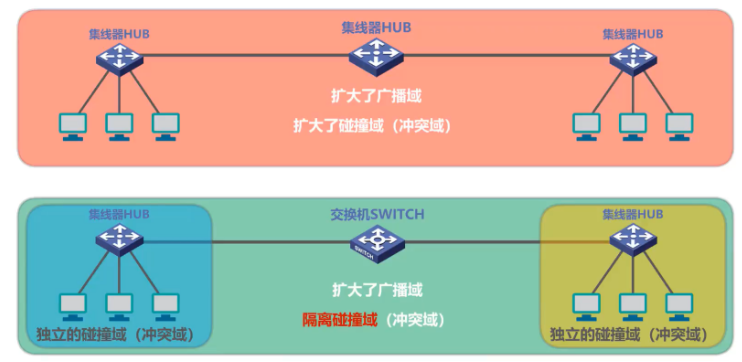 集线器HUB
集线器HUB
集线器HUB
扩大了广播域
扩大了碰撞域（冲突域）
集线器HUB
交换机SWITCH
集线器HUB
SWITCH
扩大了广播域
隔离碰撞域（冲突域）
独立的碰撞域（冲突域）
独立的碰撞域（冲突域）